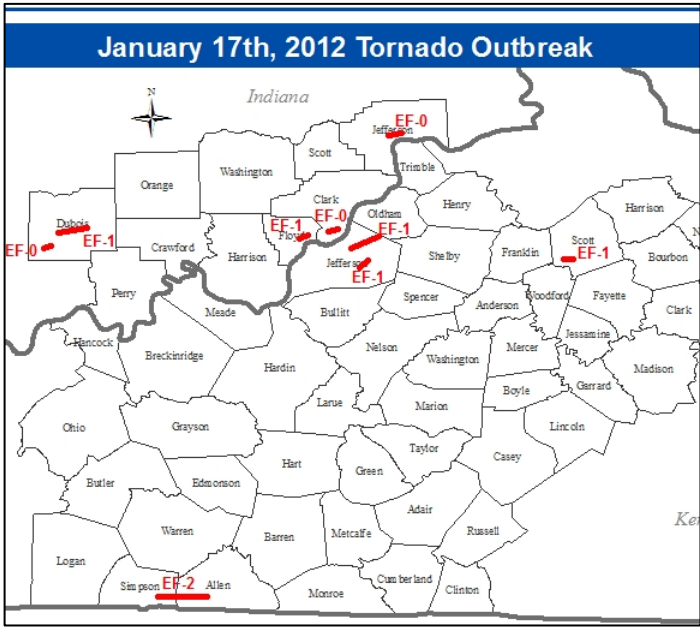 January 17th, 2012 Tornado Outbreak
N
Indiana
Jefferson
EF-0
Scott
Trimble
Washington
Orange
Clark
Henry
Harrison
Oldham
EF-0
EF-1
Floyd
Dubois
EF-1
EF-0
EF-1
Scott
EF-1
Crawford
Harrison
Jefferson
EF-1
Shelby
Franklin
Bourbon
Perry
Spencer
Woodford
Fayette
Meade
Bullitt
Anderson
Clark
Hancock
Breckinridge
Nelson
Washington
Mercer
Jessamine
Hardin
Madison
Boyle
Gerrard
Larue
Marion
Ohio
Grayson
Lincoln
Taylor
Casey
Hart
Green
Butler
Edmonson
Adair
Ke
Warren
Barren
Metcalfe
Russell
Logan
Simpson
EF-2
Allen
Monroe
Cumberland
Clinton